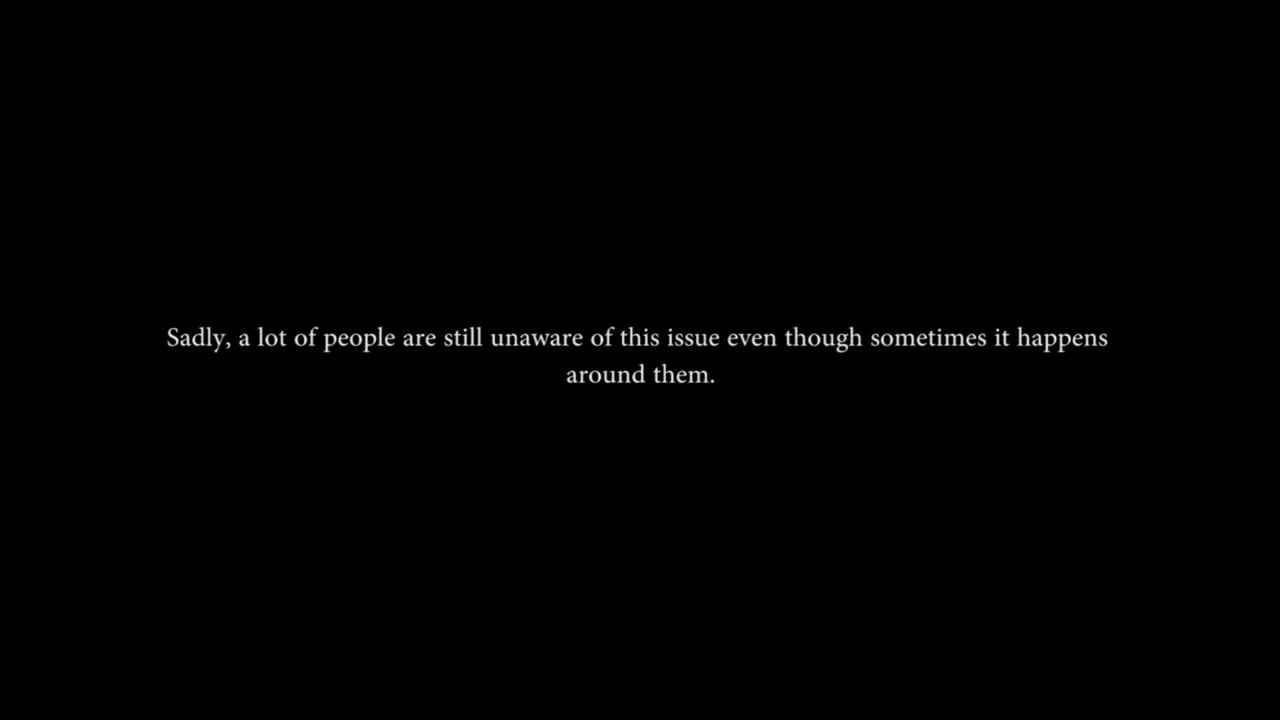 Sadly, a lot of people are still unaware of this issue even though sometimes it happens
around them.